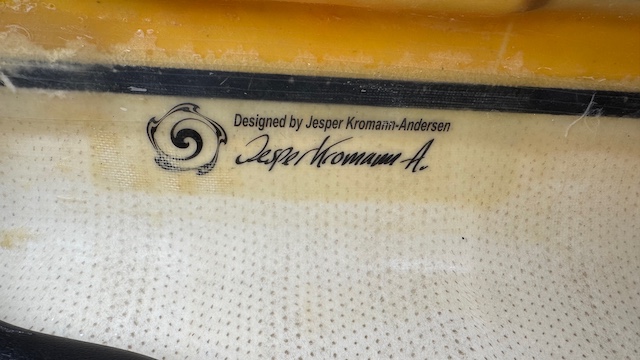 Designed by Jesper Kromann-Andersen
Jesper Kromann A.